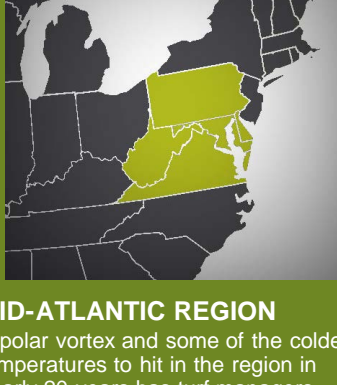 ID-ATLANTIC REGION
polar vortex and some of the colde
mperatures to hit in the region in